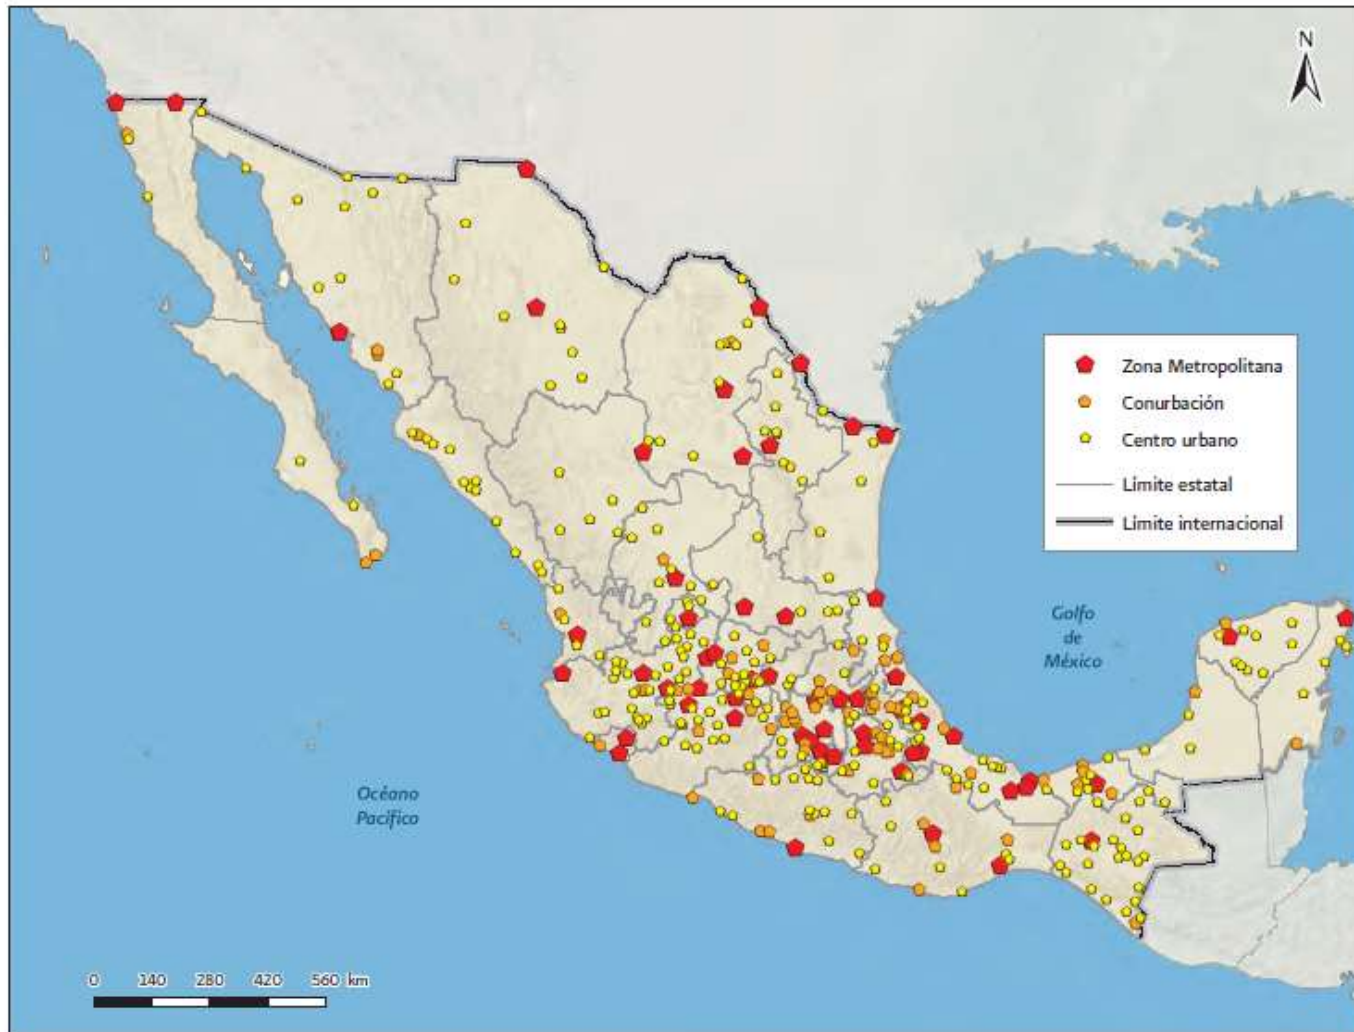 N
Zona Metropolitana
Conurbación
Centro urbano
Límite estatal
Límite internacional
Golfo
de
México
Océano
Pacífico
0 140 280 420 560 km